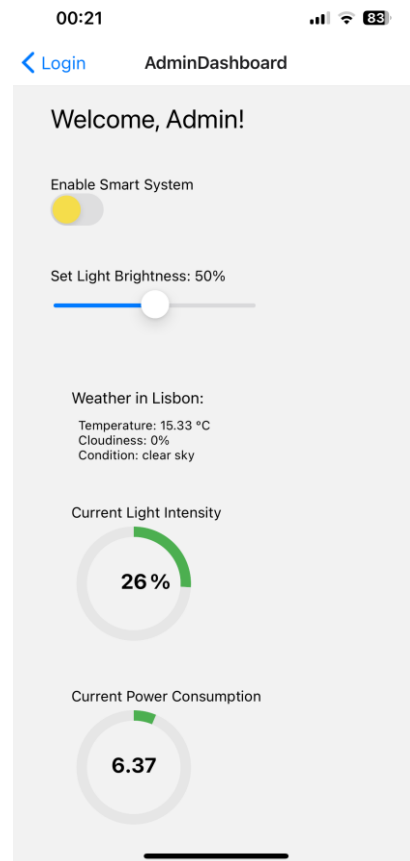 00:21 83
Login AdminDashboard
Welcome, Admin!
Enable Smart System
Set Light Brightness: 50%
Weather in Lisbon:
Temperature: 15.33 °C
Cloudiness: 0%
Condition: clear sky
Current Light Intensity
26 %
Current Power Consumption
6.37